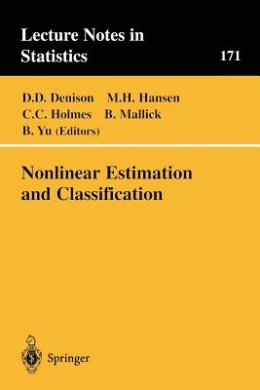 Lecture Notes in
Statistics
171
D.D. Denison M.H. Hansen
C.C. Holmes B. Mallick
B. Yu (Editors)
Nonlinear Estimation
and Classification
Springer